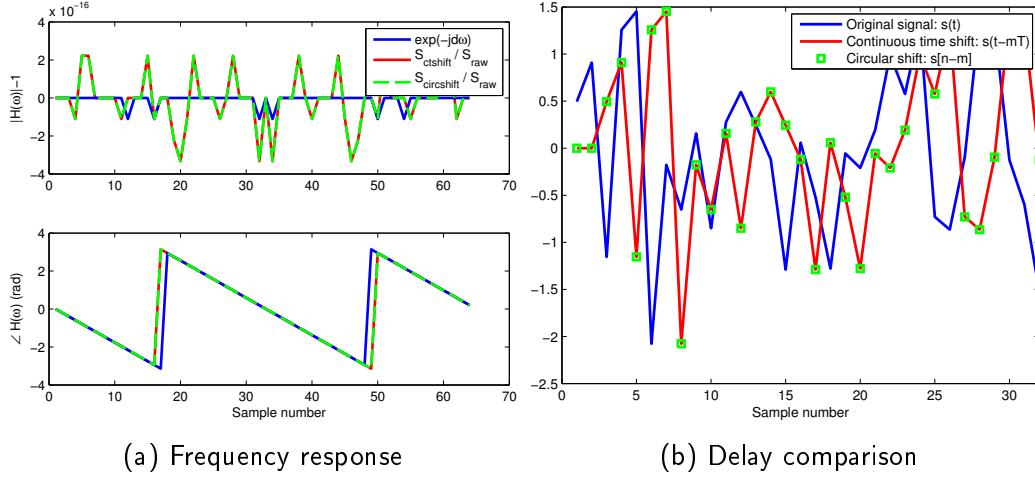 x 10^-16
4
2
0
−2
−4
0 10 20 30 40 50 60 70
|H(ω)|−1
exp(−jdω)
S_ctshift / S_raw
S_circshift / S_raw
4
2
0
−2
−4
0 10 20 30 40 50 60 70
∠ H(ω) (rad)
Sample number
(a) Frequency response
1.5
1
0.5
0
−0.5
−1
−1.5
−2
−2.5
0 5 10 15 20 25 30
Original signal: s(t)
Continuous time shift: s(t−mT)
Circular shift: s[n−m]
Sample number
(b) Delay comparison